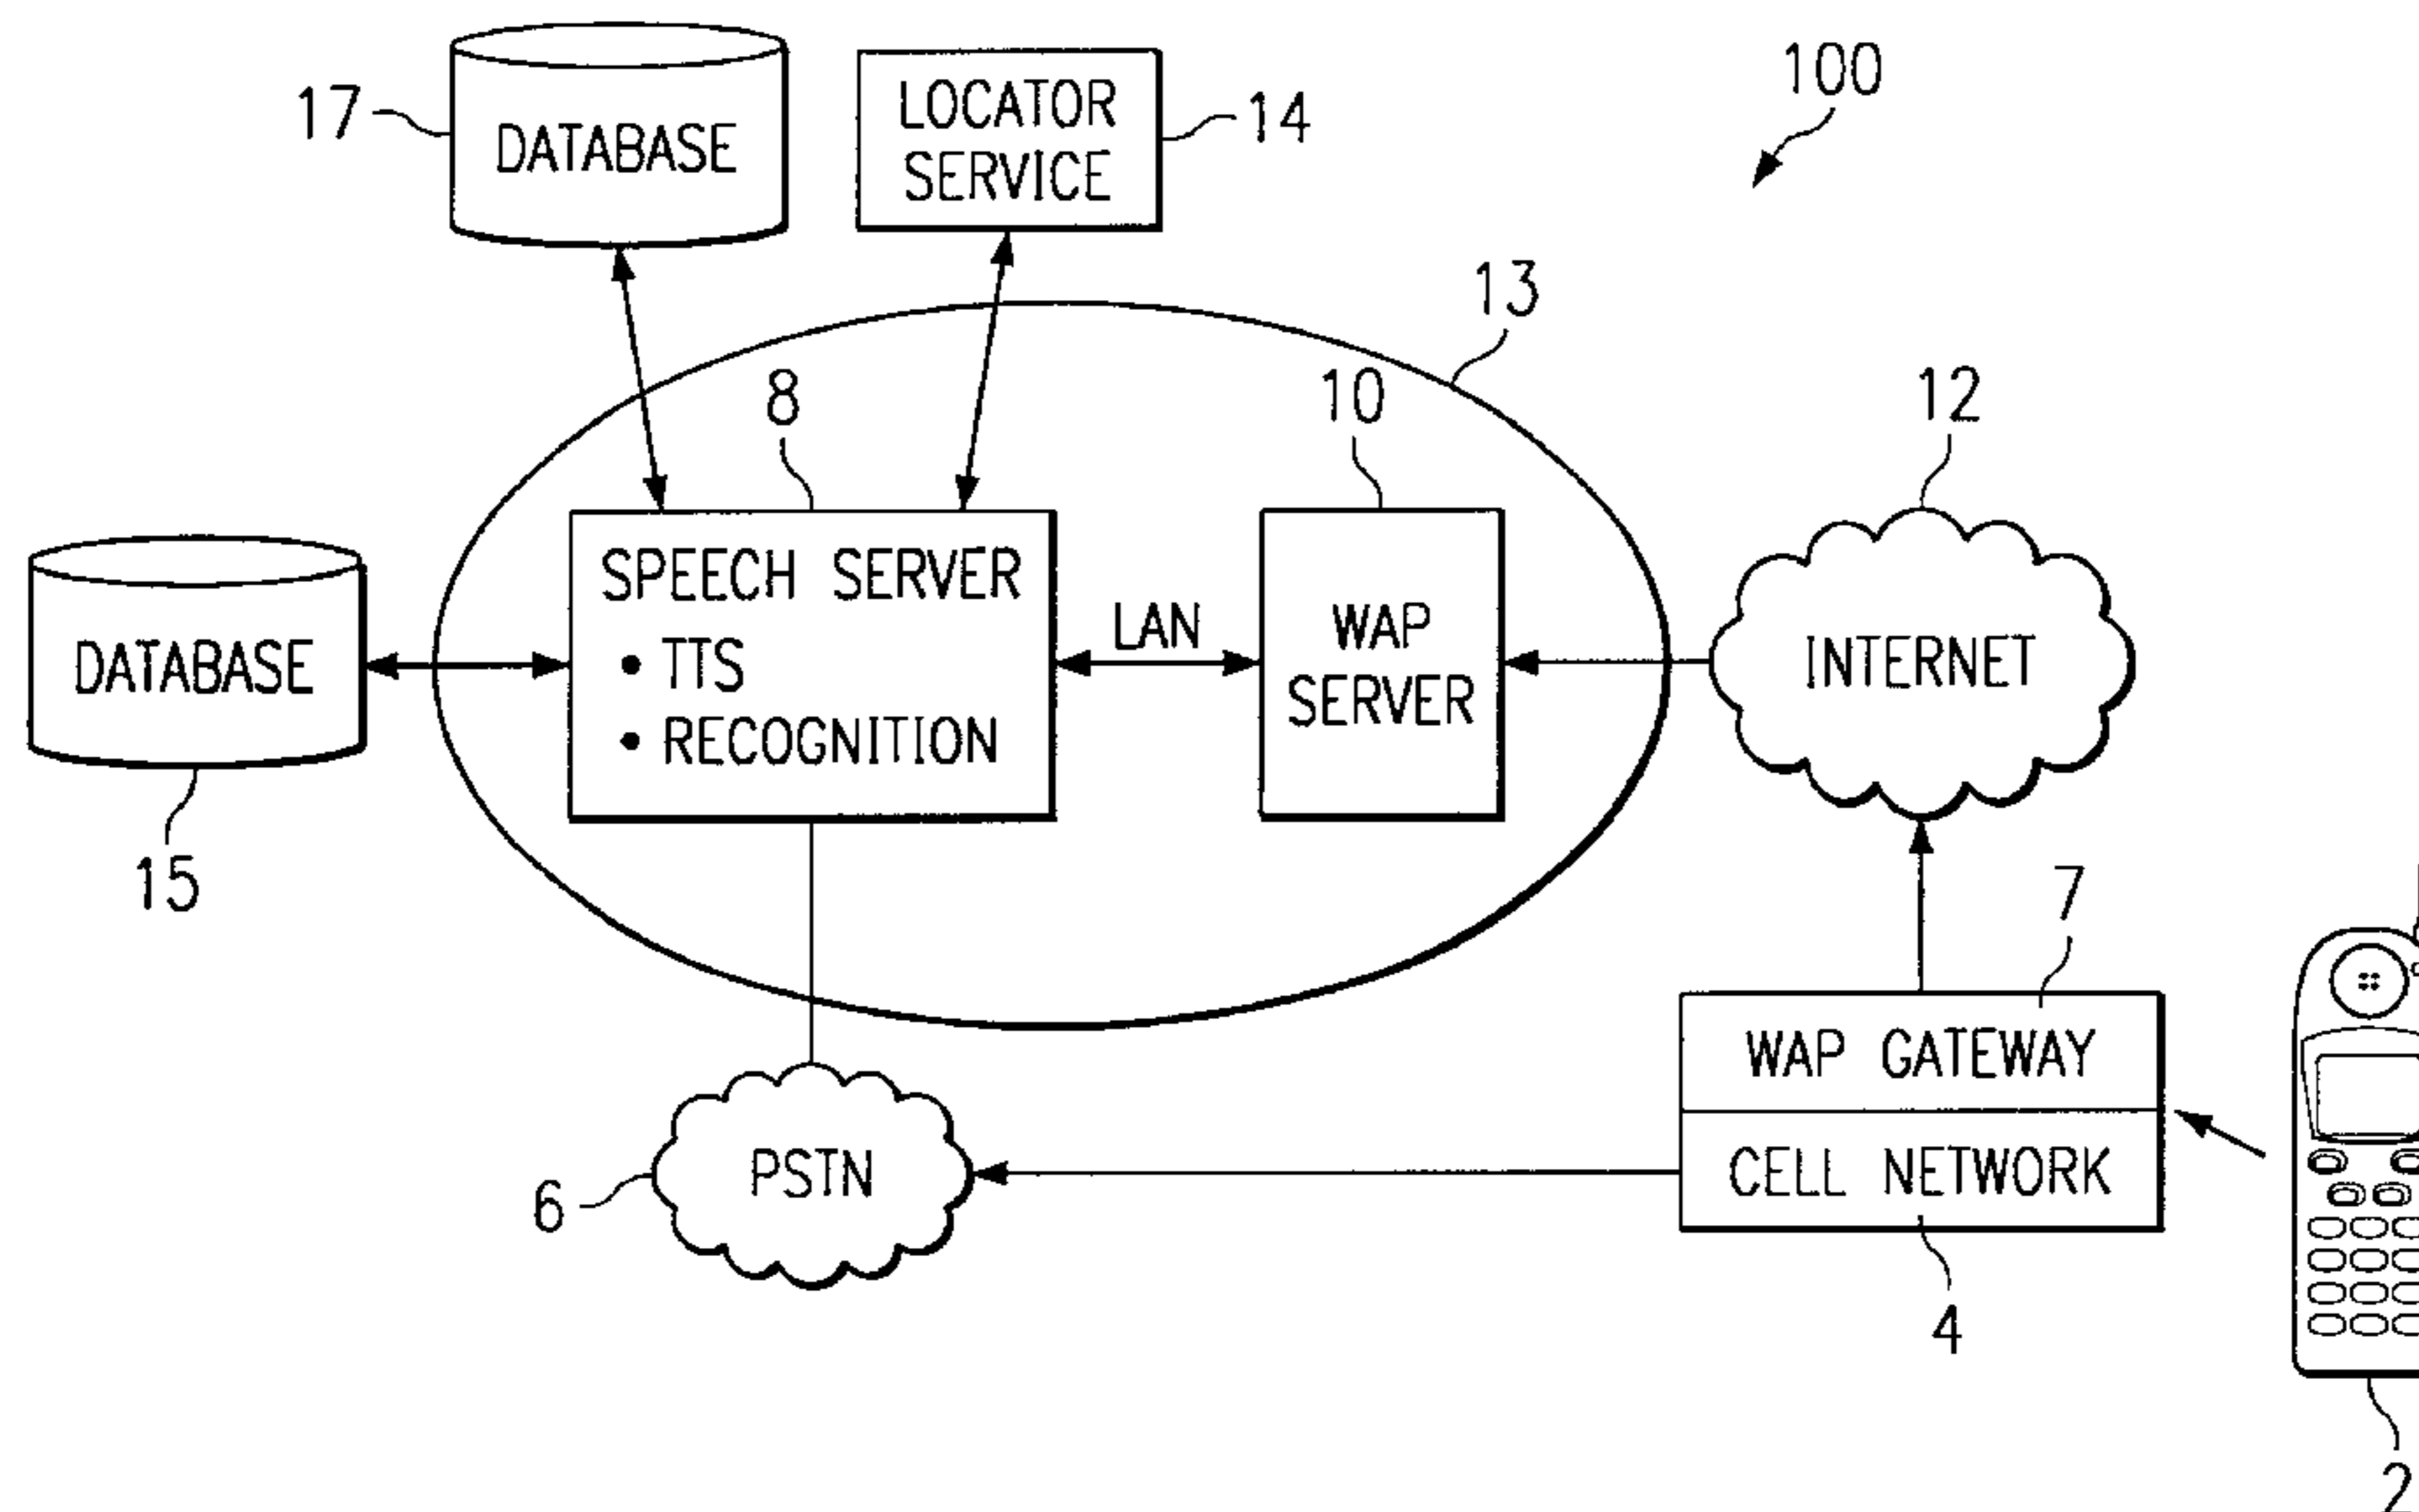 100
17
DATABASE
LOCATOR
SERVICE
14
13
8
10
12
SPEECH SERVER
• TTS
• RECOGNITION
LAN
WAP
SERVER
INTERNET
DATABASE
15
7
WAP GATEWAY
CELL NETWORK
PSTN
6
4
2